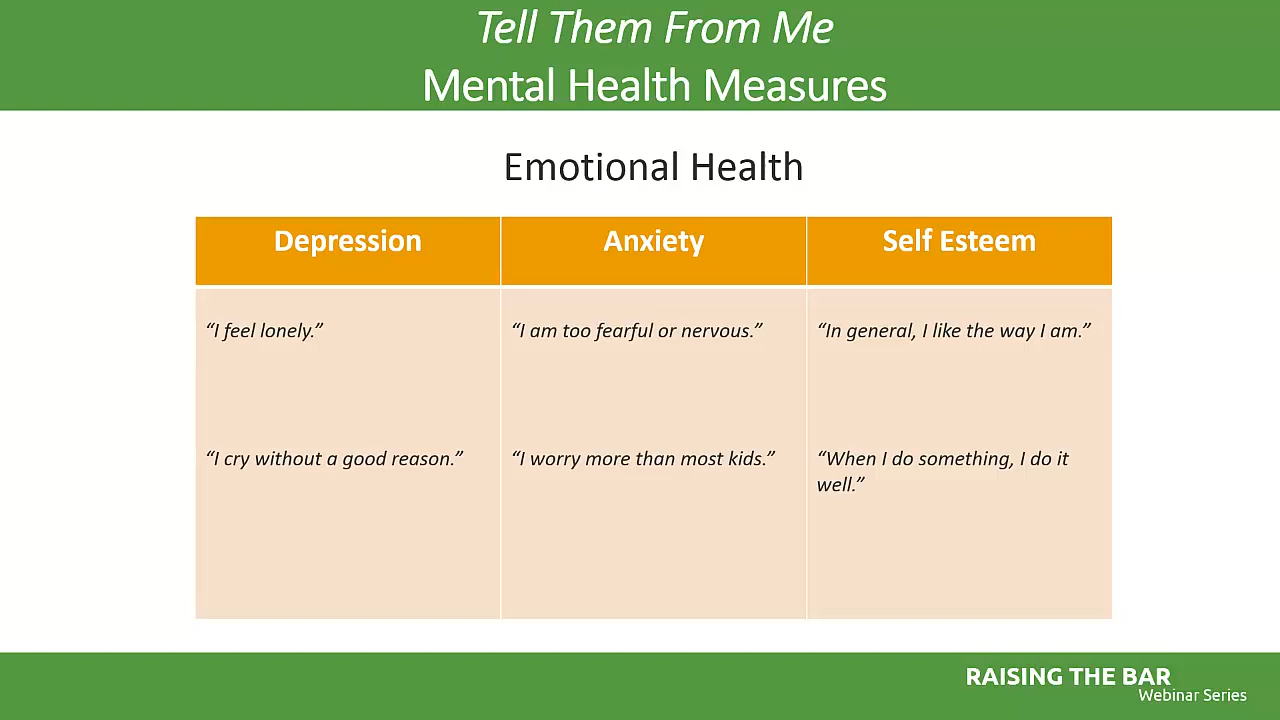 Tell Them From Me
Mental Health Measures
Emotional Health
Depression
Anxiety
Self Esteem
“I feel lonely.”
“I am too fearful or nervous.”
“In general, I like the way I am.”
“I cry without a good reason.”
“I worry more than most kids.”
“When I do something, I do it
well.”
RAISING THE BAR
Webinar Series